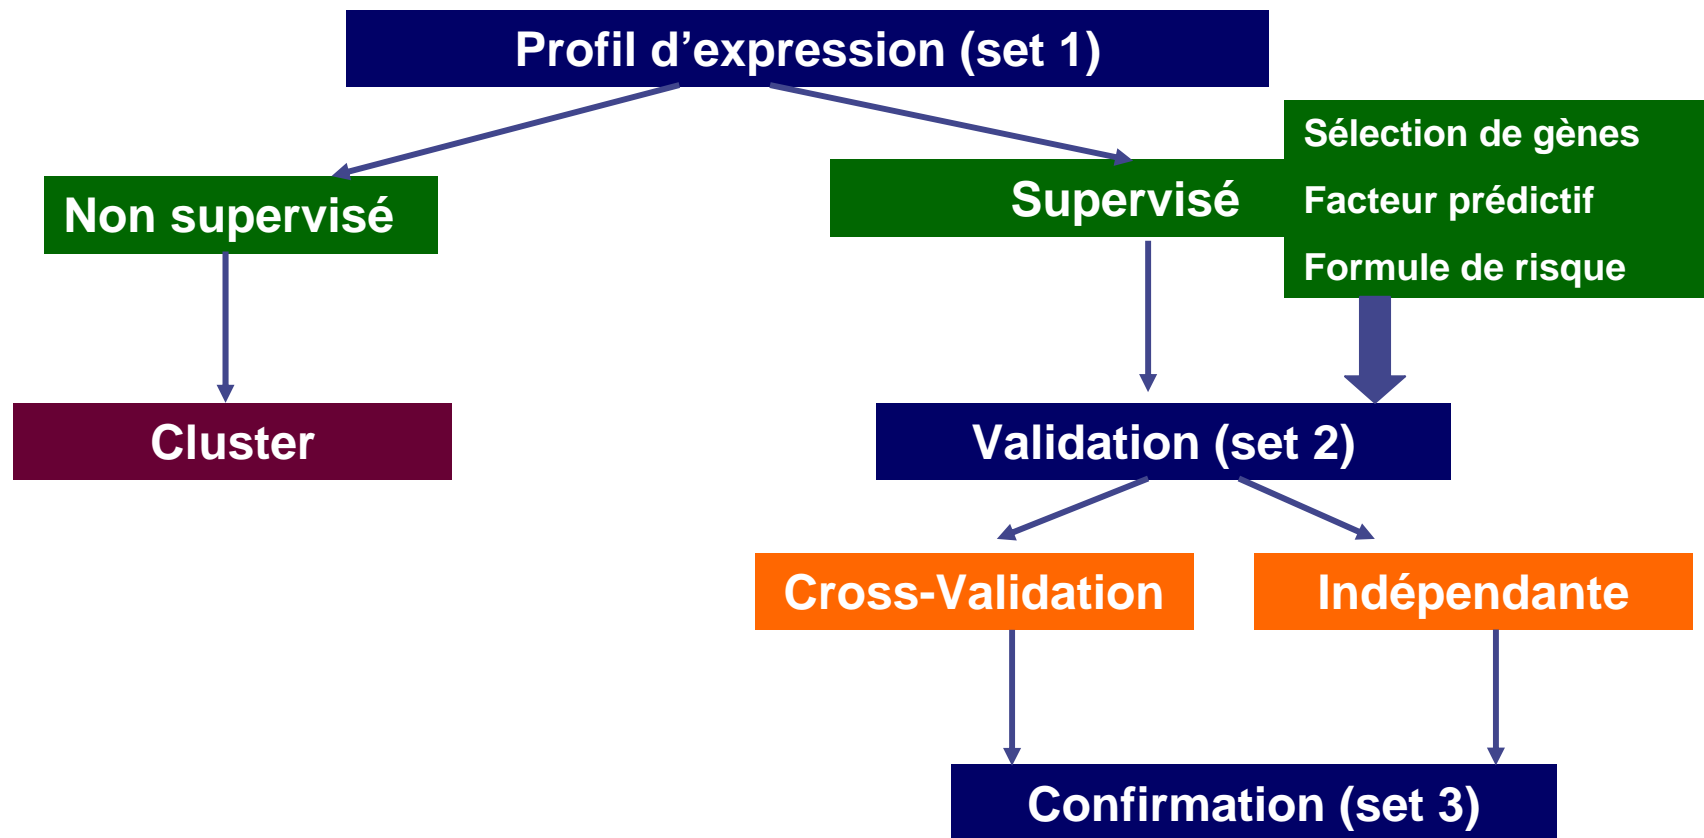 Profil d’expression (set 1)
Non supervisé
Supervisé
Sélection de gènes
Facteur prédictif
Formule de risque
Cluster
Validation (set 2)
Cross-Validation
Indépendante
Confirmation (set 3)